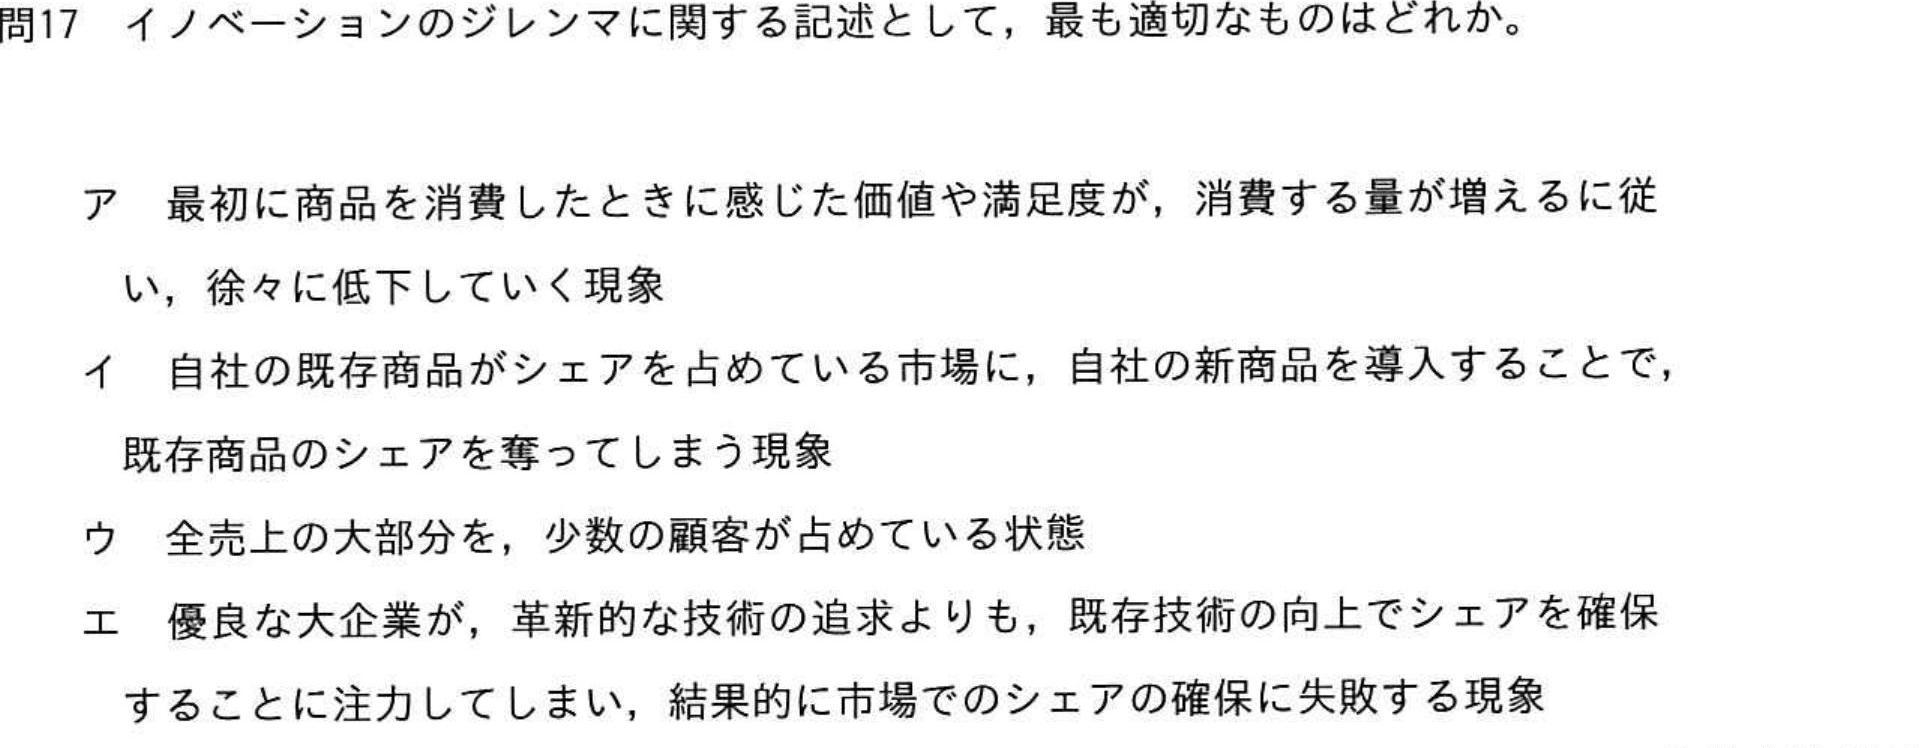 問17　イノベーションのジレンマに関する記述として，最も適切なものはどれか。
ア　最初に商品を消費したときに感じた価値や満足度が，消費する量が増えるに従
い，徐々に低下していく現象
イ　自社の既存商品がシェアを占めている市場に，自社の新商品を導入することで，
既存商品のシェアを奪ってしまう現象
ウ　全売上の大部分を，少数の顧客が占めている状態
エ　優良な大企業が，革新的な技術の追求よりも，既存技術の向上でシェアを確保
することに注力してしまい，結果的に市場でのシェアの確保に失敗する現象